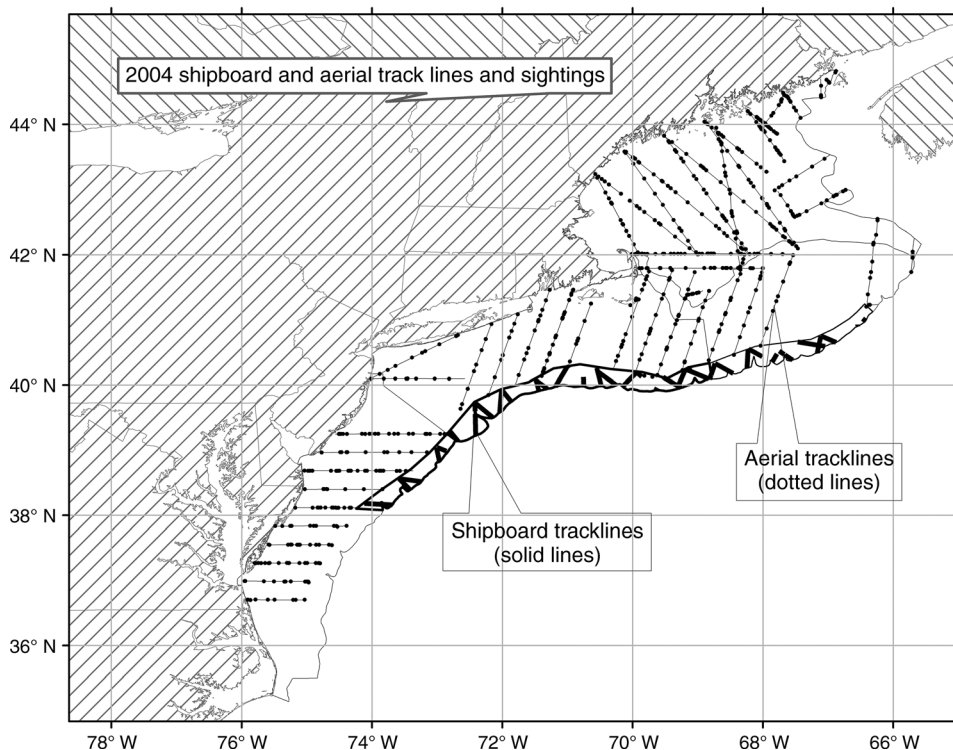 2004 shipboard and aerial track lines and sightings
44° N
42° N
40° N
38° N
36° N
Aerial tracklines
(dotted lines)
Shipboard tracklines
(solid lines)
78° W
76° W
74° W
72° W
70° W
68° W
66° W